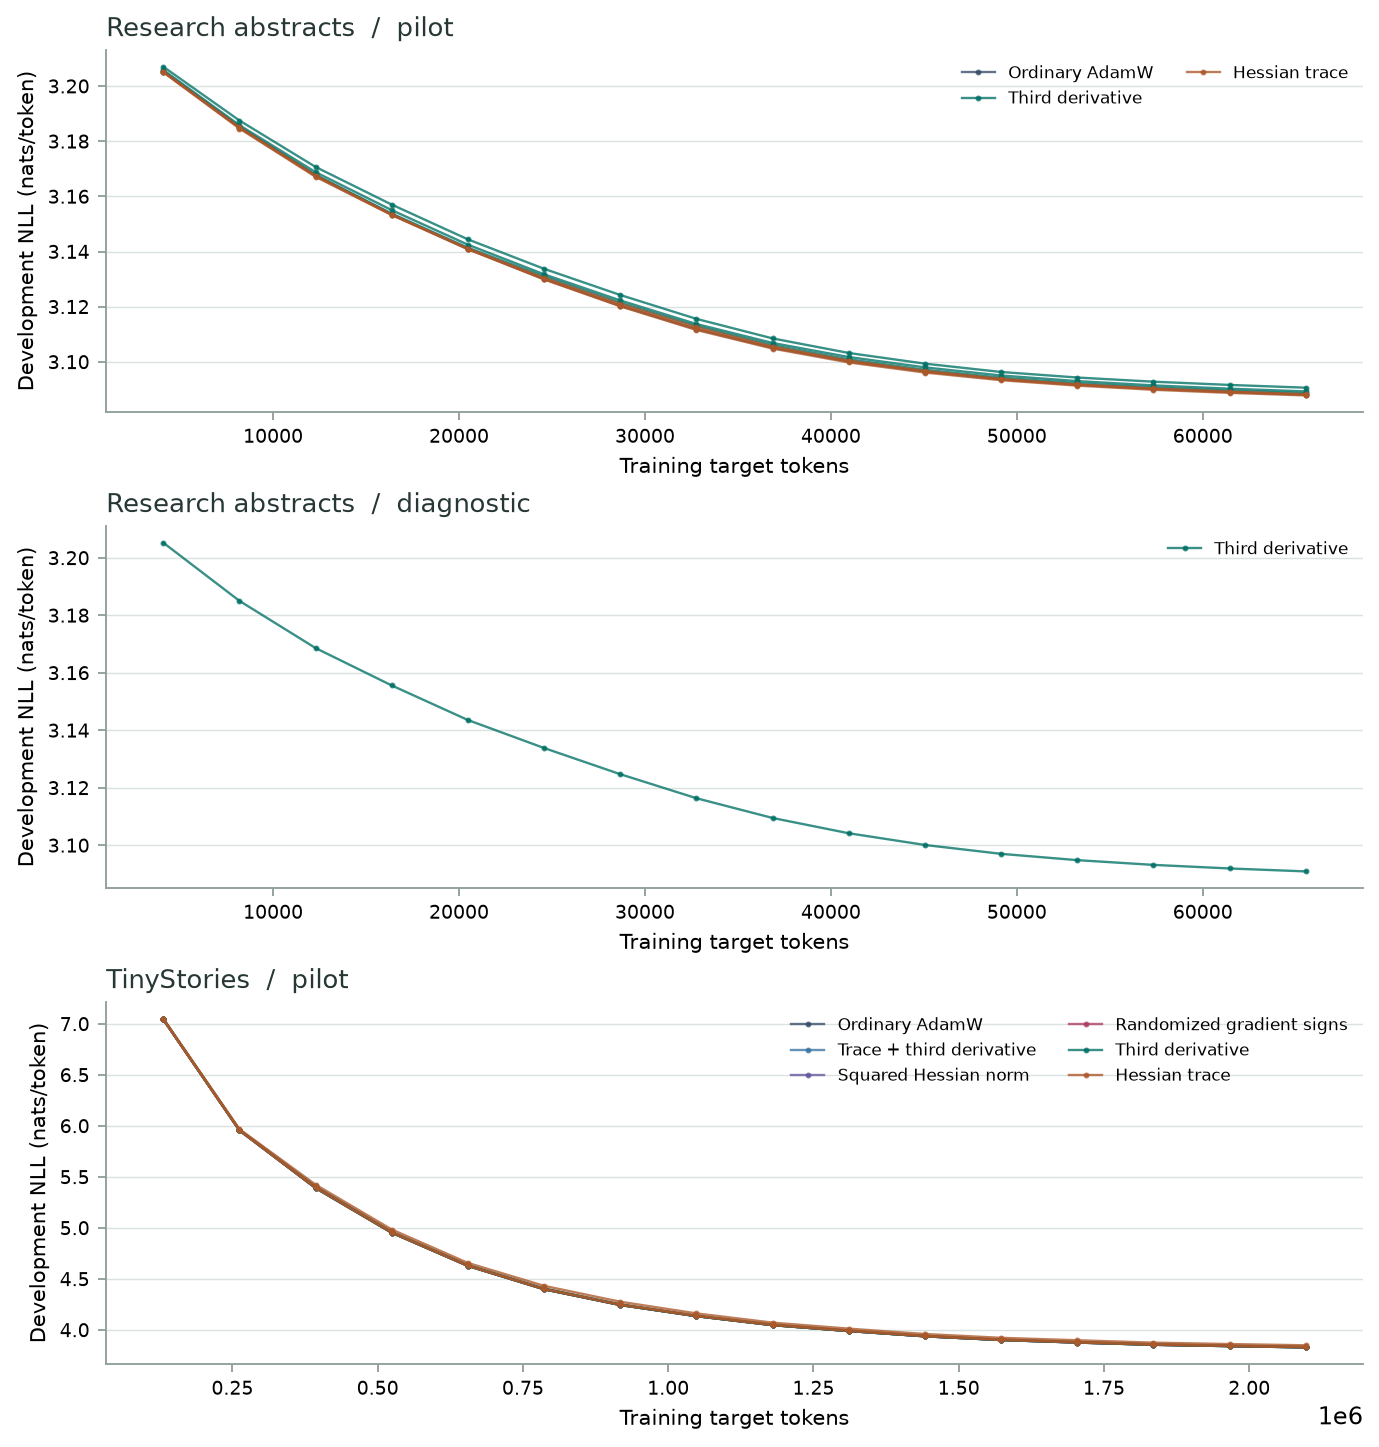 Research abstracts / pilot
Development NLL (nats/token)
3.20
3.18
3.16
3.14
3.12
3.10
Ordinary AdamW
Third derivative
Hessian trace
10000 20000 30000 40000 50000 60000
Training target tokens
Research abstracts / diagnostic
Development NLL (nats/token)
3.20
3.18
3.16
3.14
3.12
3.10
Third derivative
10000 20000 30000 40000 50000 60000
Training target tokens
TinyStories / pilot
Development NLL (nats/token)
7.0
6.5
6.0
5.5
5.0
4.5
4.0
Ordinary AdamW
Trace + third derivative
Squared Hessian norm
Randomized gradient signs
Third derivative
Hessian trace
0.25 0.50 0.75 1.00 1.25 1.50 1.75 2.00
1e6
Training target tokens